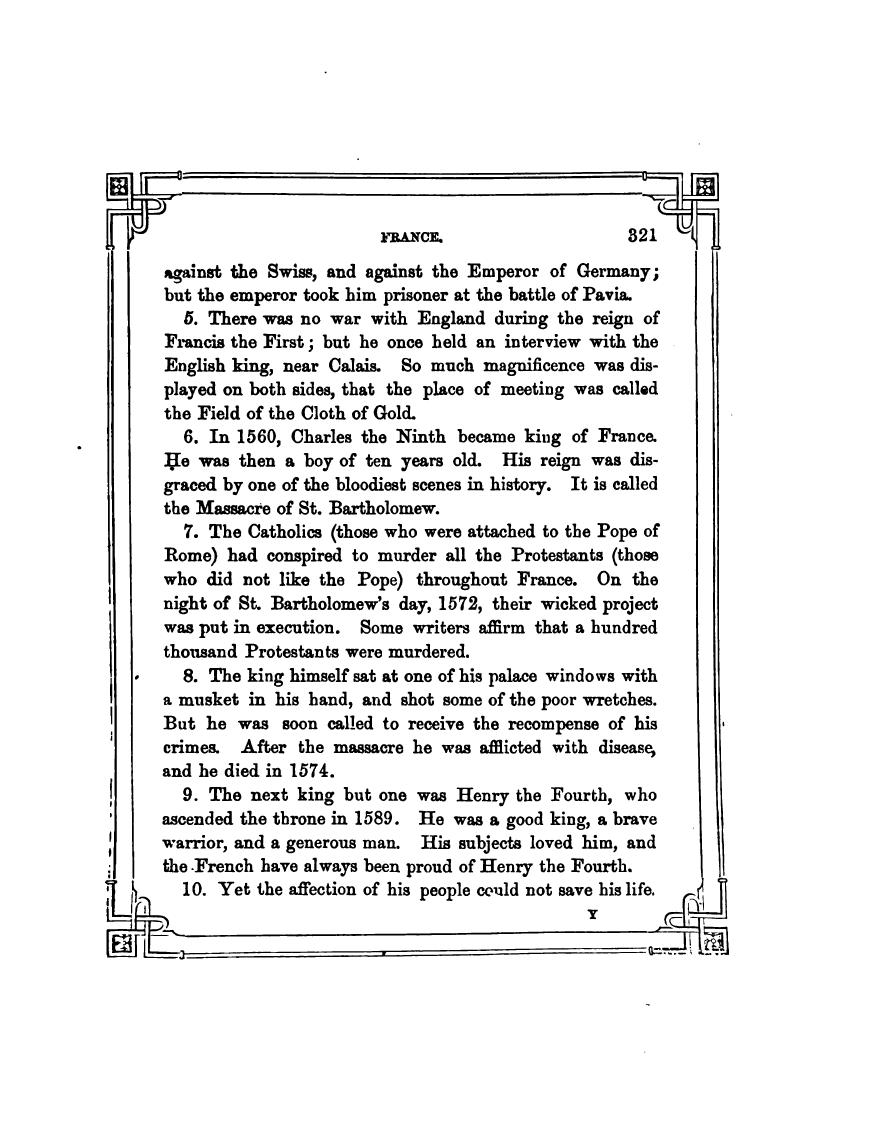 FRANCE. 321
against the Swiss, and against the Emperor of Germany;
but the emperor took him prisoner at the battle of Pavia.
5. There was no war with England during the reign of
Francis the First; but he once held an interview with the
English king, near Calais. So much magnificence was dis-
played on both sides, that the place of meeting was called
the Field of the Cloth of Gold.
6. In 1560, Charles the Ninth became king of France.
He was then a boy of ten years old. His reign was dis-
graced by one of the bloodiest scenes in history. It is called
the Massacre of St. Bartholomew.
7. The Catholics (those who were attached to the Pope of
Rome) had conspired to murder all the Protestants (those
who did not like the Pope) throughout France. On the
night of St. Bartholomew's day, 1572, their wicked project
was put in execution. Some writers affirm that a hundred
thousand Protestants were murdered.
8. The king himself sat at one of his palace windows with
a musket in his hand, and shot some of the poor wretches.
But he was soon called to receive the recompense of his
crimes. After the massacre he was afflicted with disease,
and he died in 1574.
9. The next king but one was Henry the Fourth, who
ascended the throne in 1589. He was a good king, a brave
warrior, and a generous man. His subjects loved him, and
the French have always been proud of Henry the Fourth.
10. Yet the affection of his people could not save his life.
Y